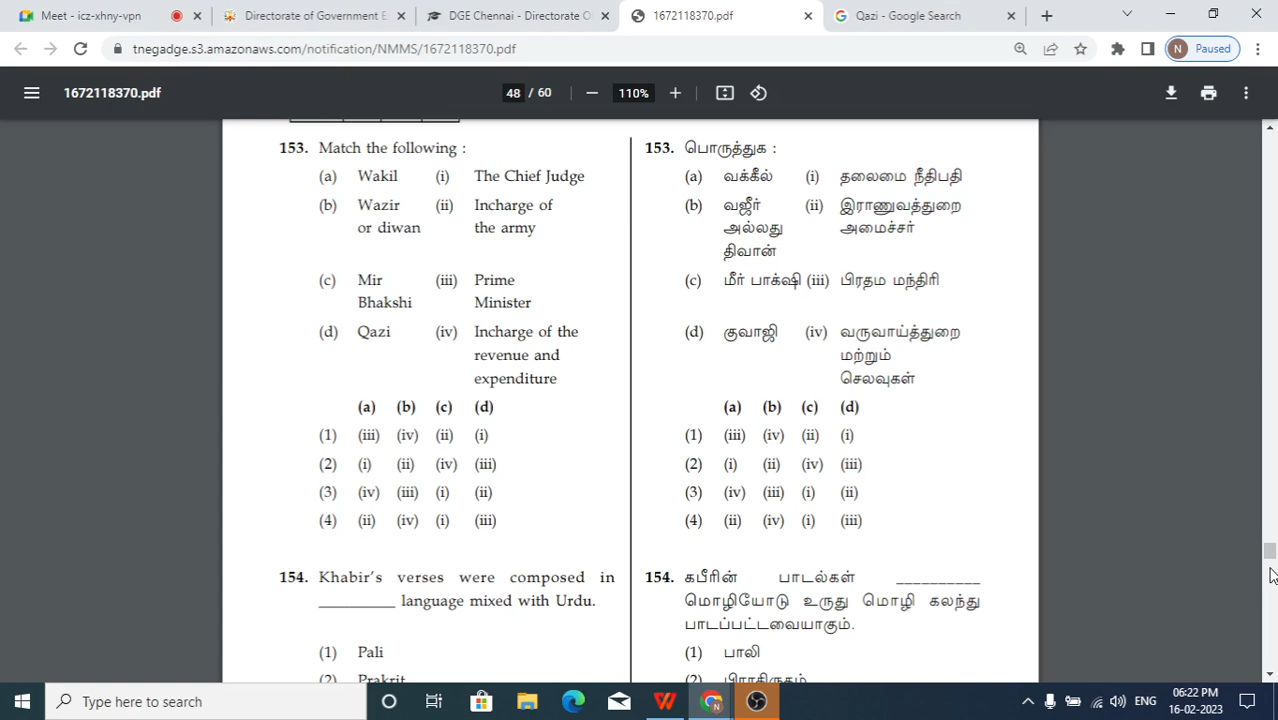 Meet - icz-xhny-vpn
Directorate of Government E
DGE Chennai - Directorate O
1672118370.pdf
Qazi - Google Search
tnegadge.s3.amazonaws.com/notification/NMMS/1672118370.pdf
N Paused
1672118370.pdf
48 / 60
110%
153. Match the following :
(a) Wakil (i) The Chief Judge
(b) Wazir (ii) Incharge of
or diwan the army
(c) Mir (iii) Prime
Bhakshi Minister
(d) Qazi (iv) Incharge of the
revenue and
expenditure
(a) (b) (c) (d)
(1) (iii) (iv) (ii) (i)
(2) (i) (ii) (iv) (iii)
(3) (iv) (iii) (i) (ii)
(4) (ii) (iv) (i) (iii)
154. Khabir's verses were composed in
__________ language mixed with Urdu.
(1) Pali
(2) Prakrit
153. பொருத்துக :
(a) வக்கீல் (i) தலைமை நீதிபதி
(b) வஜீர் (ii) இராணுவத்துறை
அல்லது அமைச்சர்
திவான்
(c) மீர் பாக்ஷி (iii) பிரதம மந்திரி
(d) குவாஜி (iv) வருவாய்த்துறை
மற்றும்
செலவுகள்
(a) (b) (c) (d)
(1) (iii) (iv) (ii) (i)
(2) (i) (ii) (iv) (iii)
(3) (iv) (iii) (i) (ii)
(4) (ii) (iv) (i) (iii)
154. கபீரின் பாடல்கள் __________
மொழியோடு உருது மொழி கலந்து
பாடப்பட்டவையாகும்.
(1) பாலி
(2) பிராகிருதம்
Type here to search
ENG
06:22 PM
16-02-2023